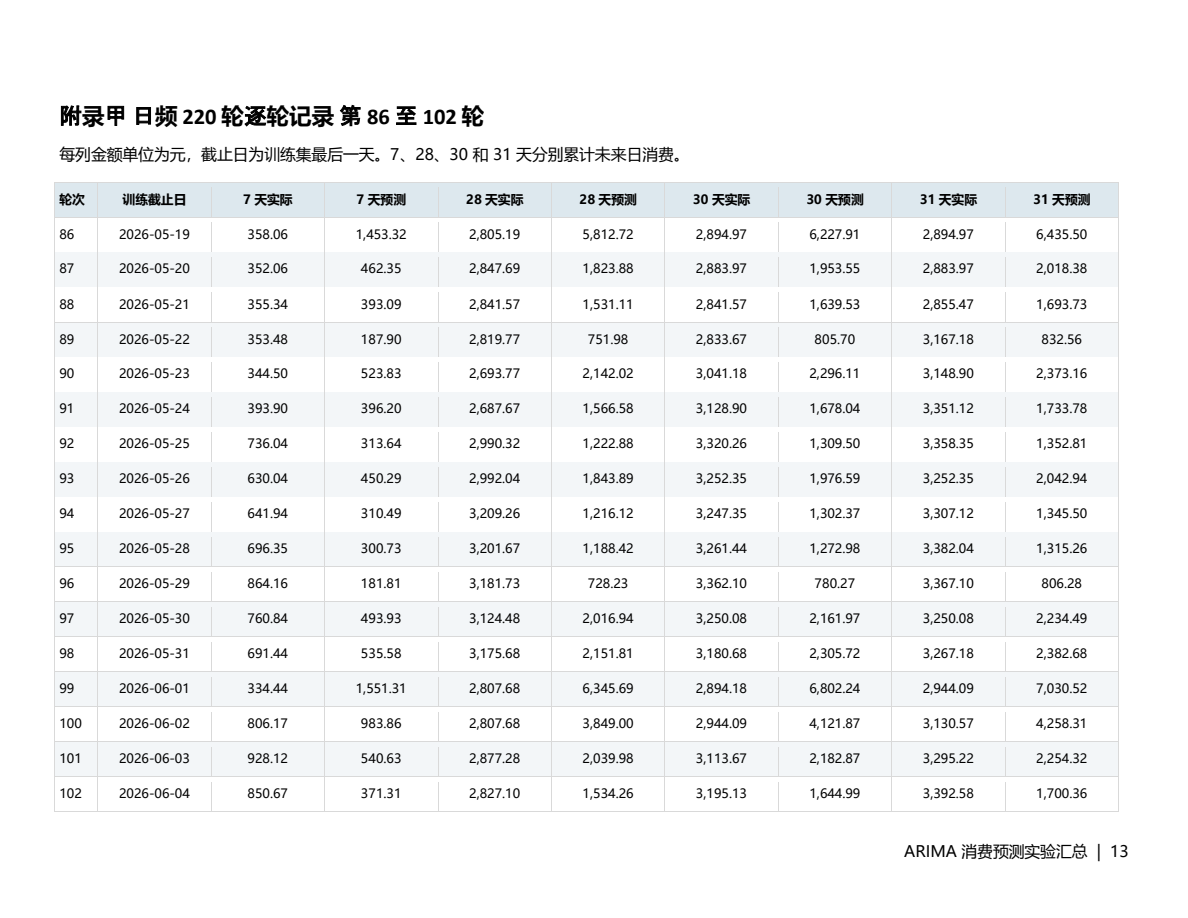 附录甲 日频 220 轮逐轮记录 第 86 至 102 轮
每列金额单位为元，截止日为训练集最后一天。7、28、30 和 31 天分别累计未来日消费。
轮次 训练截止日 7 天实际 7 天预测 28 天实际 28 天预测 30 天实际 30 天预测 31 天实际 31 天预测
86 2026-05-19 358.06 1,453.32 2,805.19 5,812.72 2,894.97 6,227.91 2,894.97 6,435.50
87 2026-05-20 352.06 462.35 2,847.69 1,823.88 2,883.97 1,953.55 2,883.97 2,018.38
88 2026-05-21 355.34 393.09 2,841.57 1,531.11 2,841.57 1,639.53 2,855.47 1,693.73
89 2026-05-22 353.48 187.90 2,819.77 751.98 2,833.67 805.70 3,167.18 832.56
90 2026-05-23 344.50 523.83 2,693.77 2,142.02 3,041.18 2,296.11 3,148.90 2,373.16
91 2026-05-24 393.90 396.20 2,687.67 1,566.58 3,128.90 1,678.04 3,351.12 1,733.78
92 2026-05-25 736.04 313.64 2,990.32 1,222.88 3,320.26 1,309.50 3,358.35 1,352.81
93 2026-05-26 630.04 450.29 2,992.04 1,843.89 3,252.35 1,976.59 3,252.35 2,042.94
94 2026-05-27 641.94 310.49 3,209.26 1,216.12 3,247.35 1,302.37 3,307.12 1,345.50
95 2026-05-28 696.35 300.73 3,201.67 1,188.42 3,261.44 1,272.98 3,382.04 1,315.26
96 2026-05-29 864.16 181.81 3,181.73 728.23 3,362.10 780.27 3,367.10 806.28
97 2026-05-30 760.84 493.93 3,124.48 2,016.94 3,250.08 2,161.97 3,250.08 2,234.49
98 2026-05-31 691.44 535.58 3,175.68 2,151.81 3,180.68 2,305.72 3,267.18 2,382.68
99 2026-06-01 334.44 1,551.31 2,807.68 6,345.69 2,894.18 6,802.24 2,944.09 7,030.52
100 2026-06-02 806.17 983.86 2,807.68 3,849.00 2,944.09 4,121.87 3,130.57 4,258.31
101 2026-06-03 928.12 540.63 2,877.28 2,039.98 3,113.67 2,182.87 3,295.22 2,254.32
102 2026-06-04 850.67 371.31 2,827.10 1,534.26 3,195.13 1,644.99 3,392.58 1,700.36
ARIMA 消费预测实验汇总 | 13